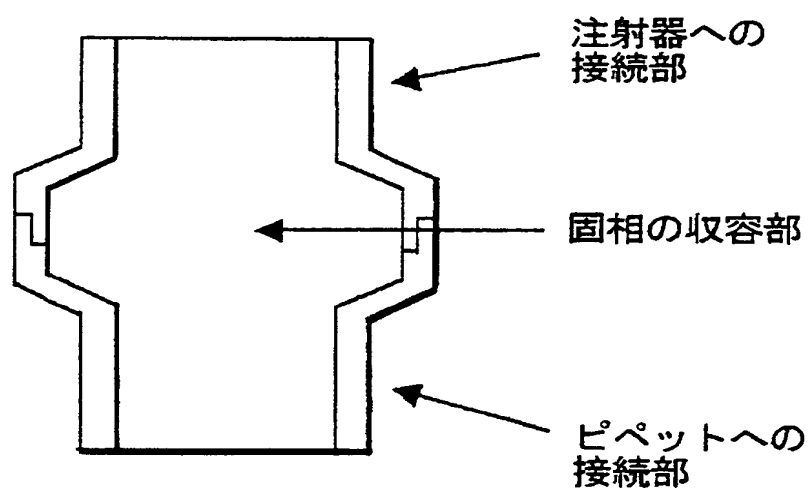 注射器への
接続部
固相の収容部
ピペットへの
接続部